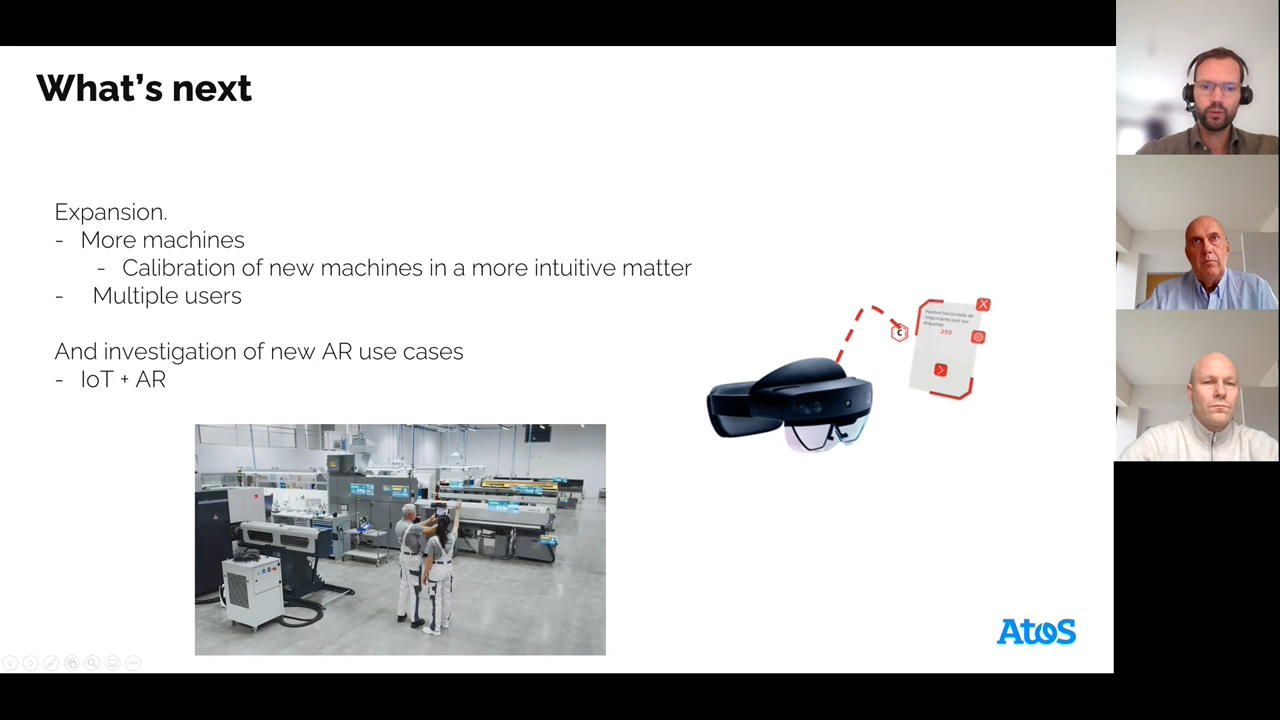 What's next
Expansion.
- More machines
- Calibration of new machines in a more intuitive matter
- Multiple users
And investigation of new AR use cases
- IoT + AR
C
X
250
Atos